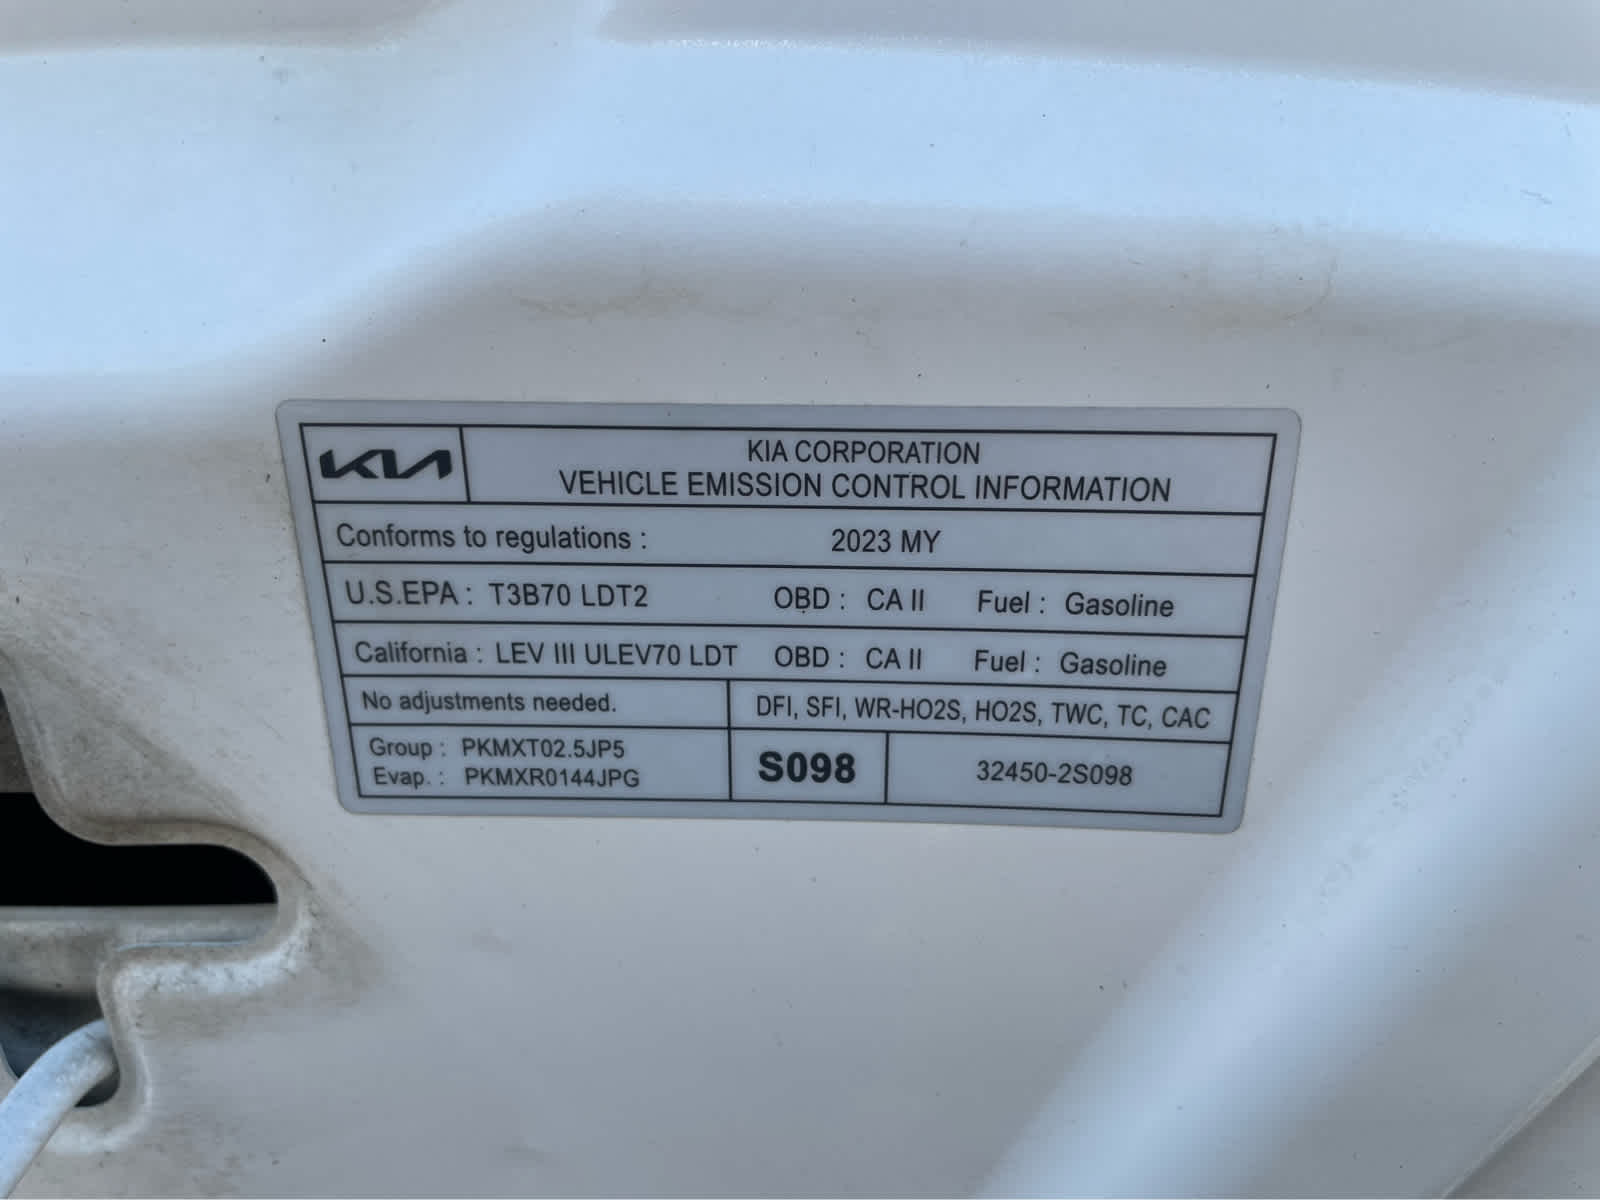 KIA
KIA CORPORATION
VEHICLE EMISSION CONTROL INFORMATION
Conforms to regulations : 2023 MY
U.S.EPA : T3B70 LDT2 OBD : CA II Fuel : Gasoline
California : LEV III ULEV70 LDT OBD : CA II Fuel : Gasoline
No adjustments needed. DFI, SFI, WR-HO2S, HO2S, TWC, TC, CAC
Group : PKMXT02.5JP5
Evap. : PKMXR0144JPG
S098 32450-2S098